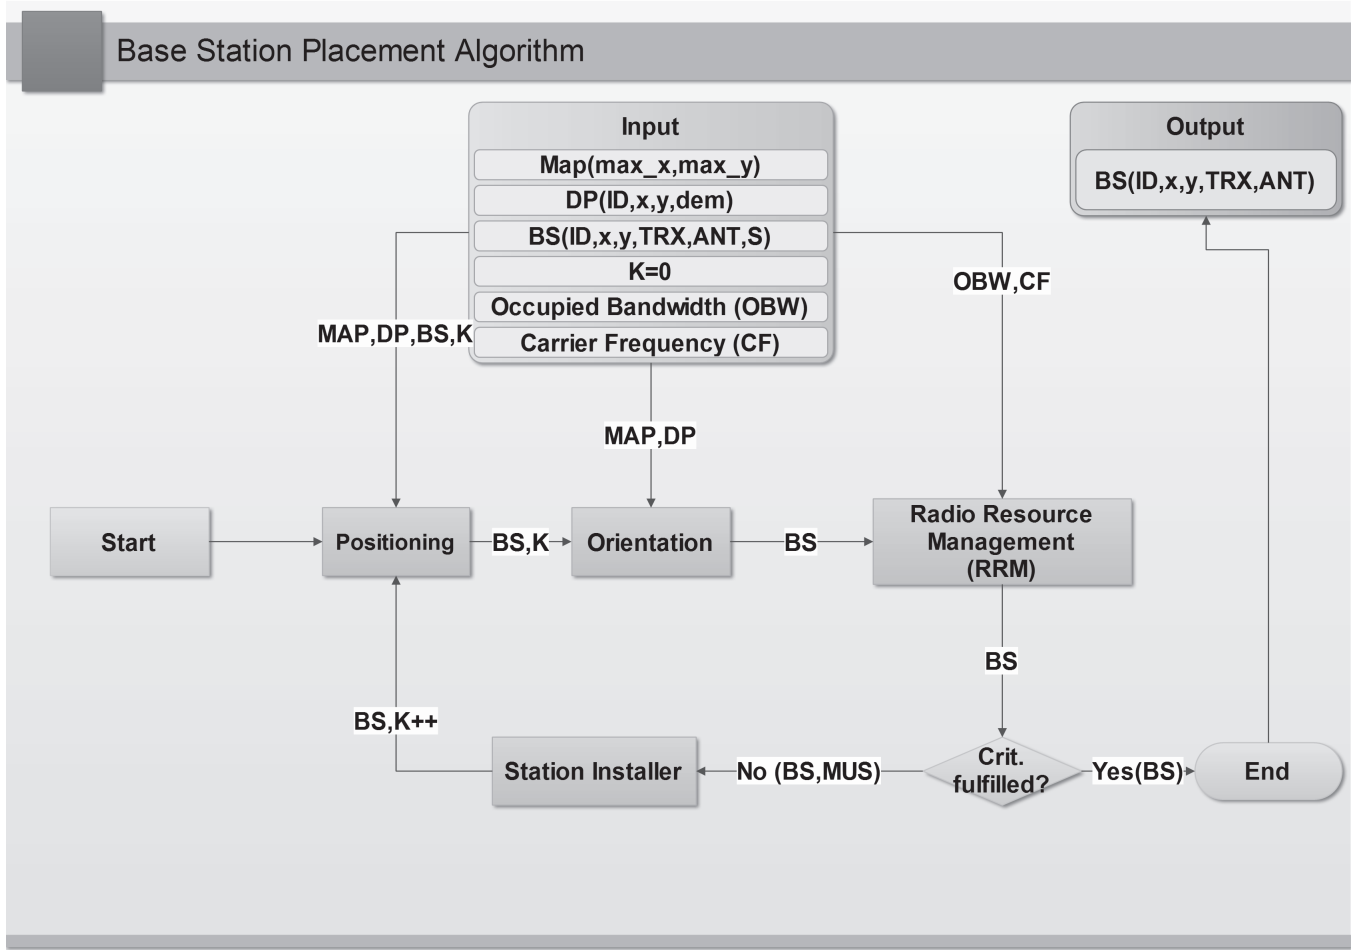 Base Station Placement Algorithm
Input
Map(max_x,max_y)
DP(ID,x,y,dem)
BS(ID,x,y,TRX,ANT,S)
K=0
Occupied Bandwidth (OBW)
Carrier Frequency (CF)
Output
BS(ID,x,y,TRX,ANT)
OBW,CF
MAP,DP,BS,K
MAP,DP
Start
Positioning
BS,K
Orientation
BS
Radio Resource
Management
(RRM)
BS
BS,K++
Station Installer
No (BS,MUS)
Crit.
fulfilled?
Yes(BS)
End